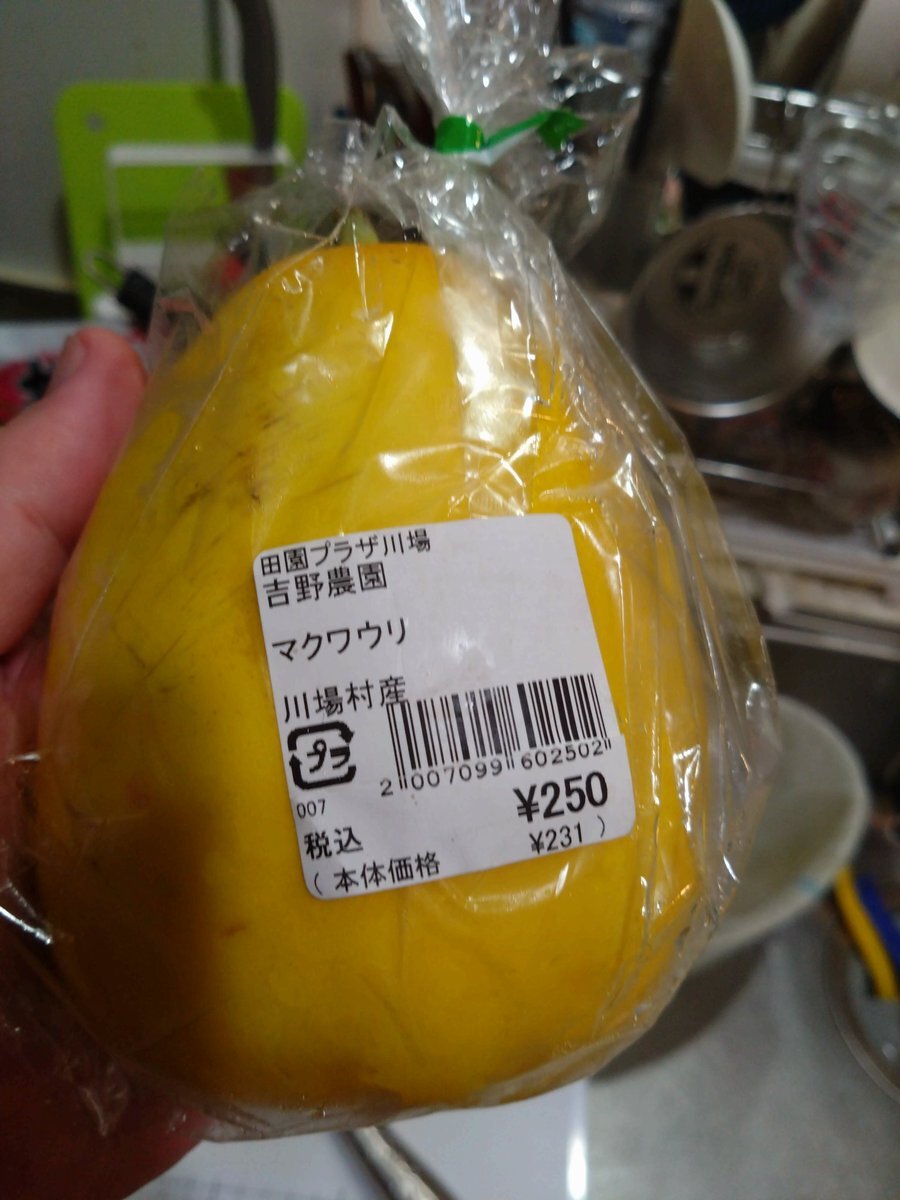 田園プラザ川場
吉野農園
マクワウリ
川場村産
プラ
2 007099 602502
007
¥250
税込
(本体価格 ¥231 )